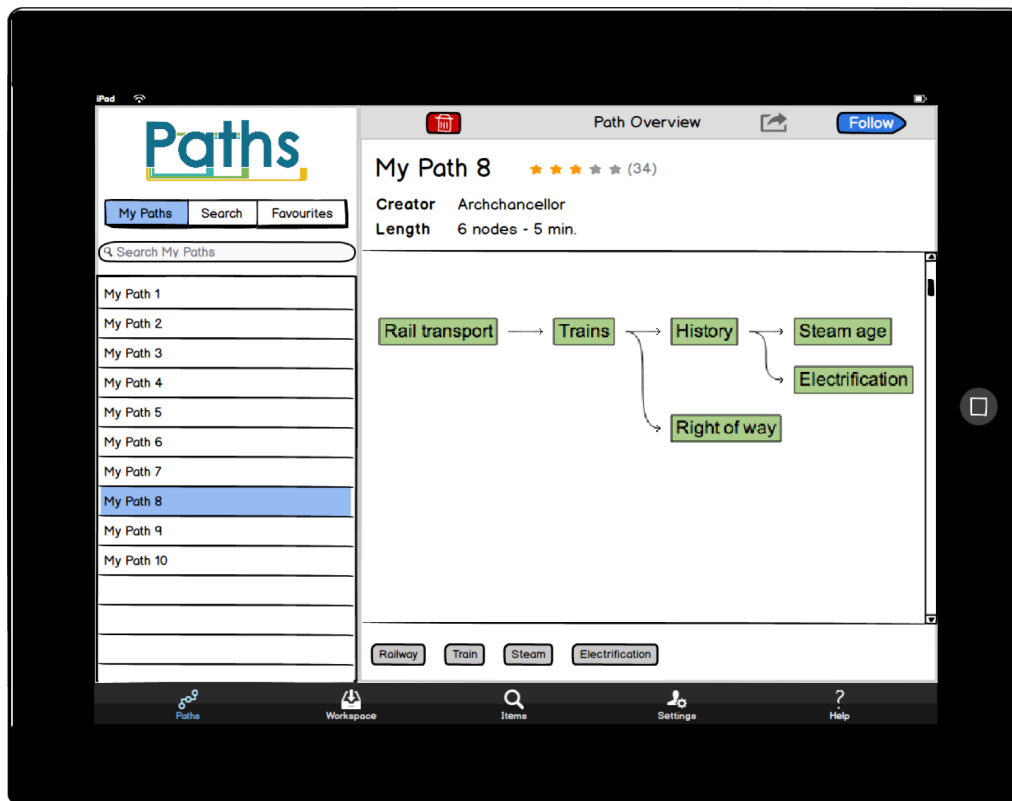 iPad
Paths
My Paths Search Favourites
Search My Paths
My Path 1
My Path 2
My Path 3
My Path 4
My Path 5
My Path 6
My Path 7
My Path 8
My Path 9
My Path 10
Path Overview Follow
My Path 8 (34)
Creator Archchancellor
Length 6 nodes - 5 min.
Rail transport Trains History Steam age
Electrification
Right of way
Railway Train Steam Electrification
Paths Workspace Items Settings ? Help